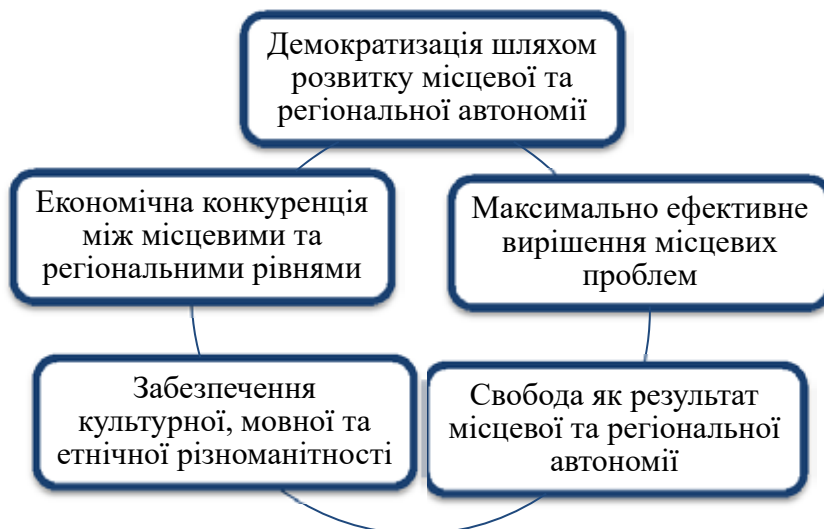 Демократизація шляхом
розвитку місцевої та
регіональної автономії
Економічна конкуренція
між місцевими та
регіональними рівнями
Максимально ефективне
вирішення місцевих
проблем
Забезпечення
культурної, мовної та
етнічної різноманітності
Свобода як результат
місцевої та регіональної
автономії